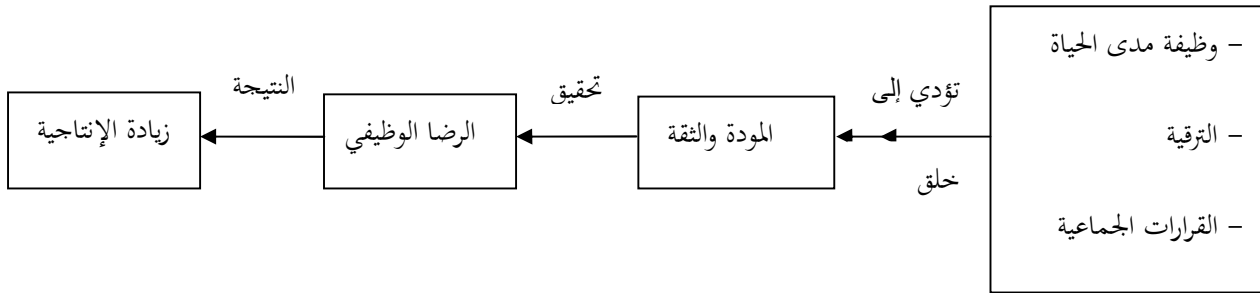 - وظيفة مدى الحياة
- الترقية
- القرارات الجماعية
تؤدي إلى
خلق
المودة والثقة
تحقيق
الرضا الوظيفي
النتيجة
زيادة الإنتاجية